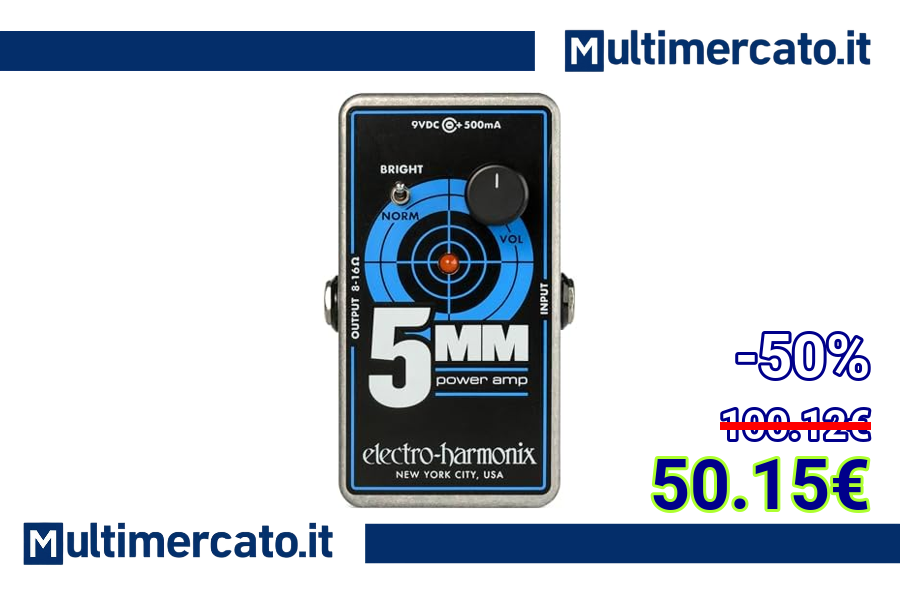 Multimercato.it
9VDC + 500mA
BRIGHT
NORM
VOL
OUTPUT 8-16Ω
INPUT
5MM
power amp
-50%
100.12€
electro-harmonix
NEW YORK CITY, USA
50.15€
Multimercato.it